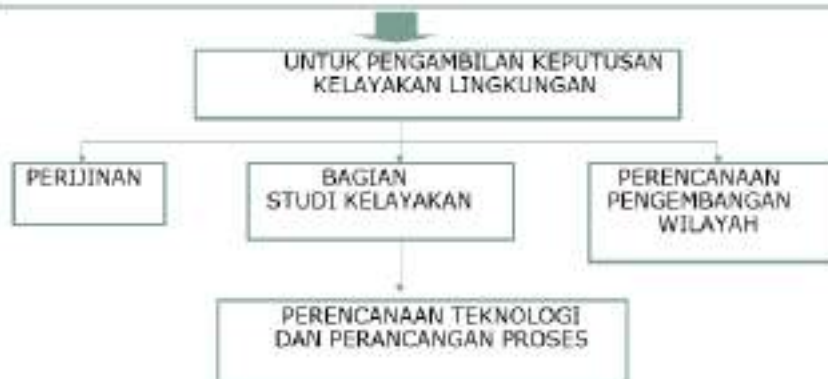 UNTUK PENGAMBILAN KEPUTUSAN
KELAYAKAN LINGKUNGAN
PERIJINAN
BAGIAN
STUDI KELAYAKAN
PERENCANAAN
PENGEMBANGAN
WILAYAH
PERENCANAAN TEKNOLOGI
DAN PERANCANGAN PROSES